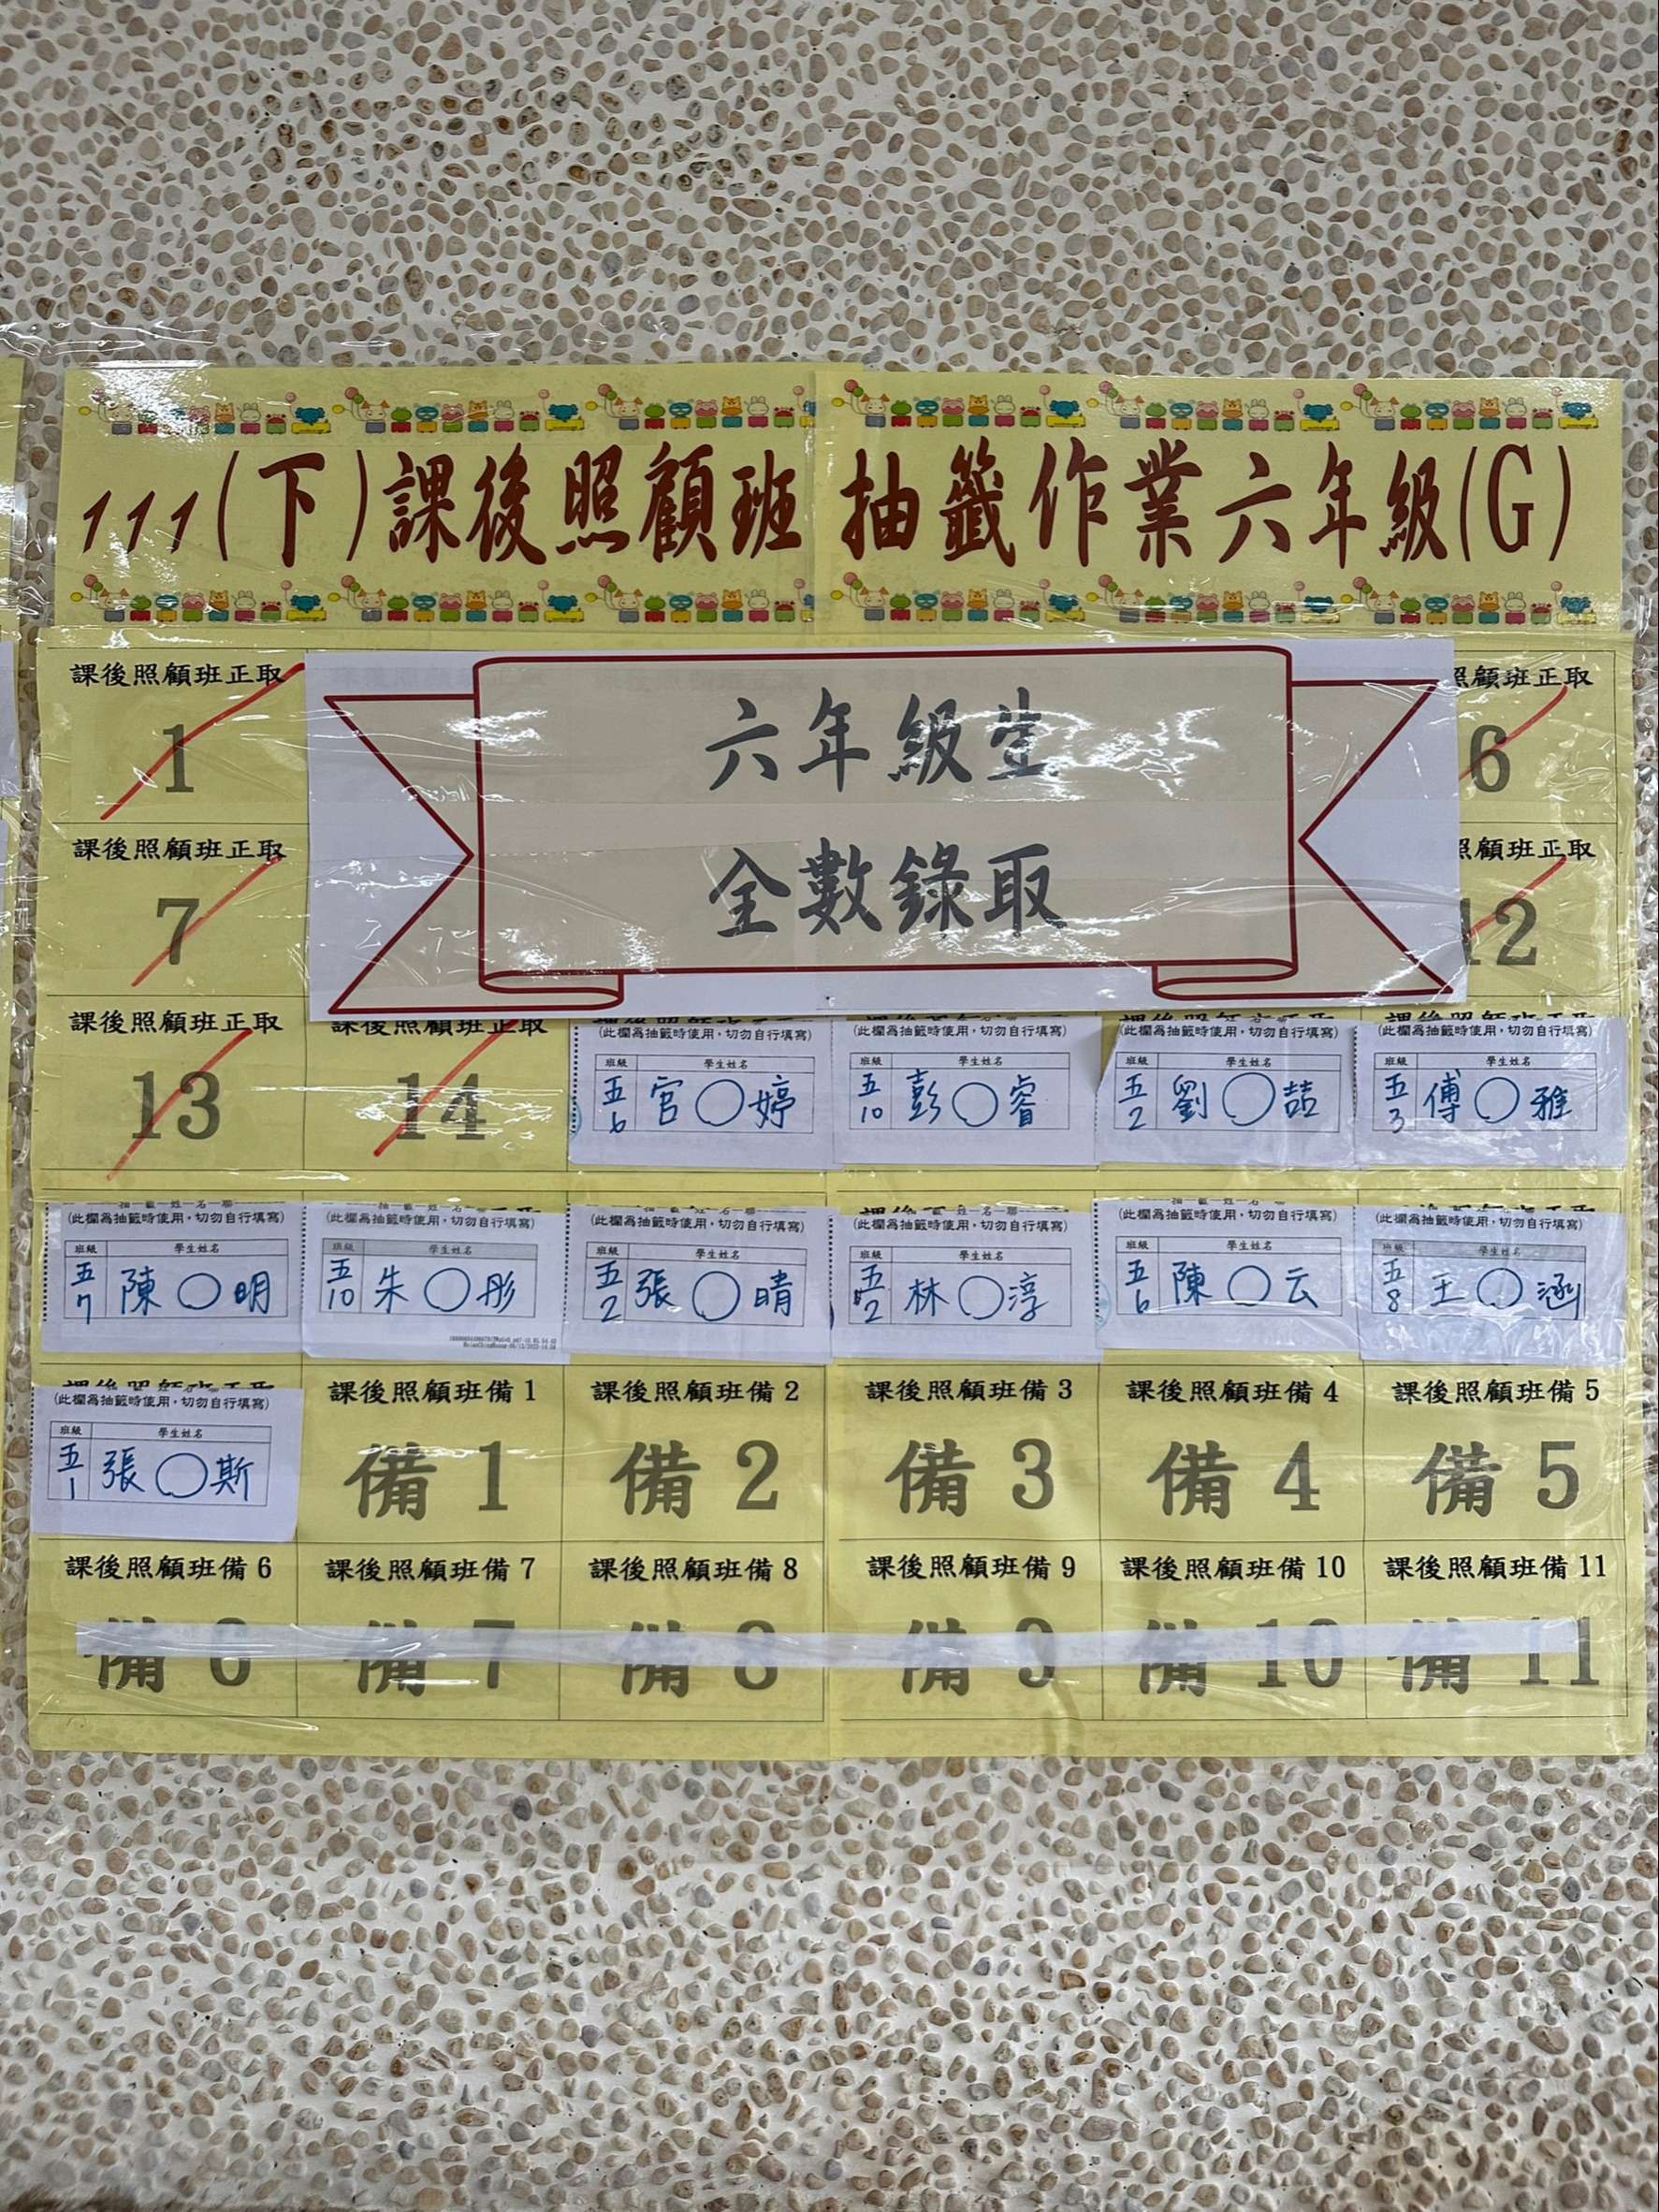 111(下)課後照顧班 抽籤作業六年級(G)
課後照顧班正取
1
六年級生
全數錄取
照顧班正取
6
課後照顧班正取
7
照顧班正取
12
課後照顧班正取
13
課後照顧班正取
14
(此欄為抽籤時使用，切勿自行填寫)
班級 學生姓名
五6 宮○婷
(此欄為抽籤時使用，切勿自行填寫)
班級 學生姓名
五10 彭○睿
(此欄為抽籤時使用，切勿自行填寫)
班級 學生姓名
五2 劉○喆
(此欄為抽籤時使用，切勿自行填寫)
班級 學生姓名
五3 傅○雅
(此欄為抽籤時使用，切勿自行填寫)
班級 學生姓名
五7 陳○明
(此欄為抽籤時使用，切勿自行填寫)
班級 學生姓名
五10 朱○彤
(此欄為抽籤時使用，切勿自行填寫)
班級 學生姓名
五2 張○晴
(此欄為抽籤時使用，切勿自行填寫)
班級 學生姓名
五2 林○淳
(此欄為抽籤時使用，切勿自行填寫)
班級 學生姓名
五6 陳○云
(此欄為抽籤時使用，切勿自行填寫)
班級 學生姓名
五8 王○涵
(此欄為抽籤時使用，切勿自行填寫)
班級 學生姓名
五1 張○斯
課後照顧班備1
備 1
課後照顧班備2
備 2
課後照顧班備3
備 3
課後照顧班備4
備 4
課後照顧班備5
備 5
課後照顧班備6
備 6
課後照顧班備7
備 7
課後照顧班備8
備 8
課後照顧班備9
備 9
課後照顧班備10
備 10
課後照顧班備11
備 11